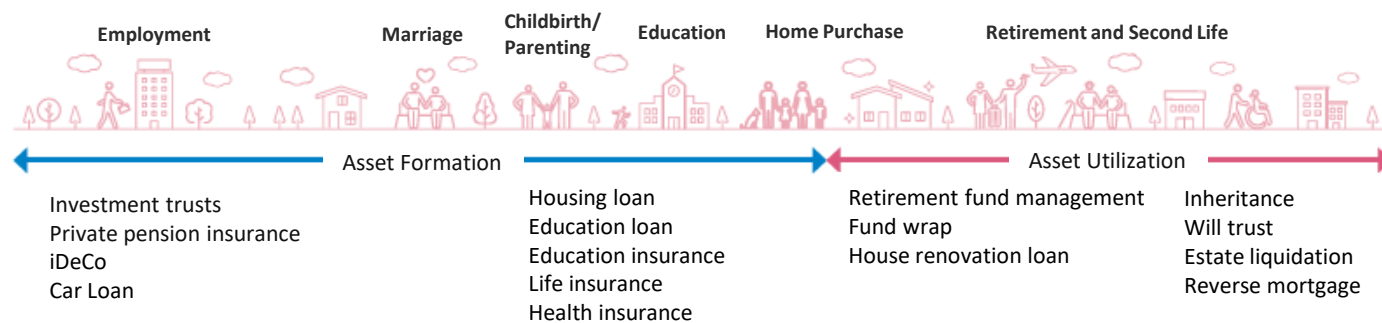 Employment
Marriage
Childbirth/
Parenting
Education
Home Purchase
Retirement and Second Life
Asset Formation
Asset Utilization
Investment trusts
Private pension insurance
iDeCo
Car Loan
Housing loan
Education loan
Education insurance
Life insurance
Health insurance
Retirement fund management
Fund wrap
House renovation loan
Inheritance
Will trust
Estate liquidation
Reverse mortgage